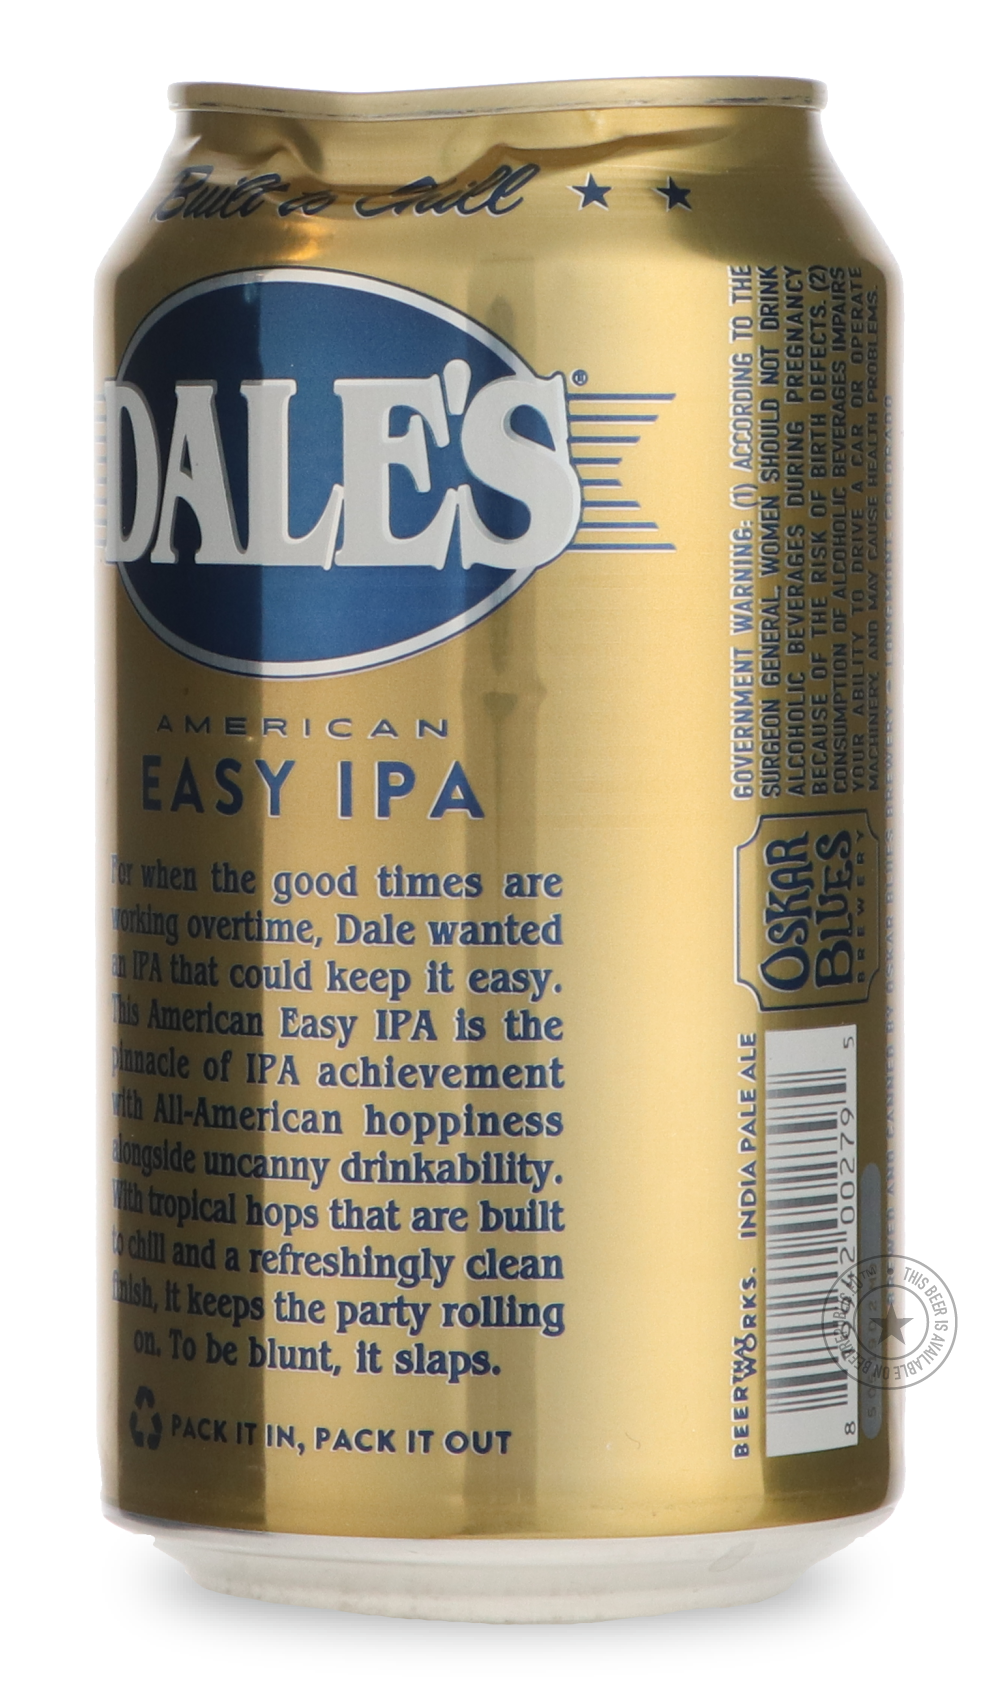 Built to Chill ★ ★
DALE'S®
AMERICAN
EASY IPA
For when the good times are
working overtime, Dale wanted
an IPA that could keep it easy.
This American Easy IPA is the
pinnacle of IPA achievement
with All-American hoppiness
alongside uncanny drinkability.
With tropical hops that are built
to chill and a refreshingly clean
finish, it keeps the party rolling
on. To be blunt, it slaps.
PACK IT IN, PACK IT OUT
GOVERNMENT WARNING: (1) ACCORDING TO THE
SURGEON GENERAL, WOMEN SHOULD NOT DRINK
ALCOHOLIC BEVERAGES DURING PREGNANCY
BECAUSE OF THE RISK OF BIRTH DEFECTS. (2)
CONSUMPTION OF ALCOHOLIC BEVERAGES IMPAIRS
YOUR ABILITY TO DRIVE A CAR OR OPERATE
MACHINERY, AND MAY CAUSE HEALTH PROBLEMS.
OSKAR
BLUES
BREWERY
BEER THAT
WORKS.
INDIA PALE ALE
00279 5
THIS BEER IS AVAILABLE ON